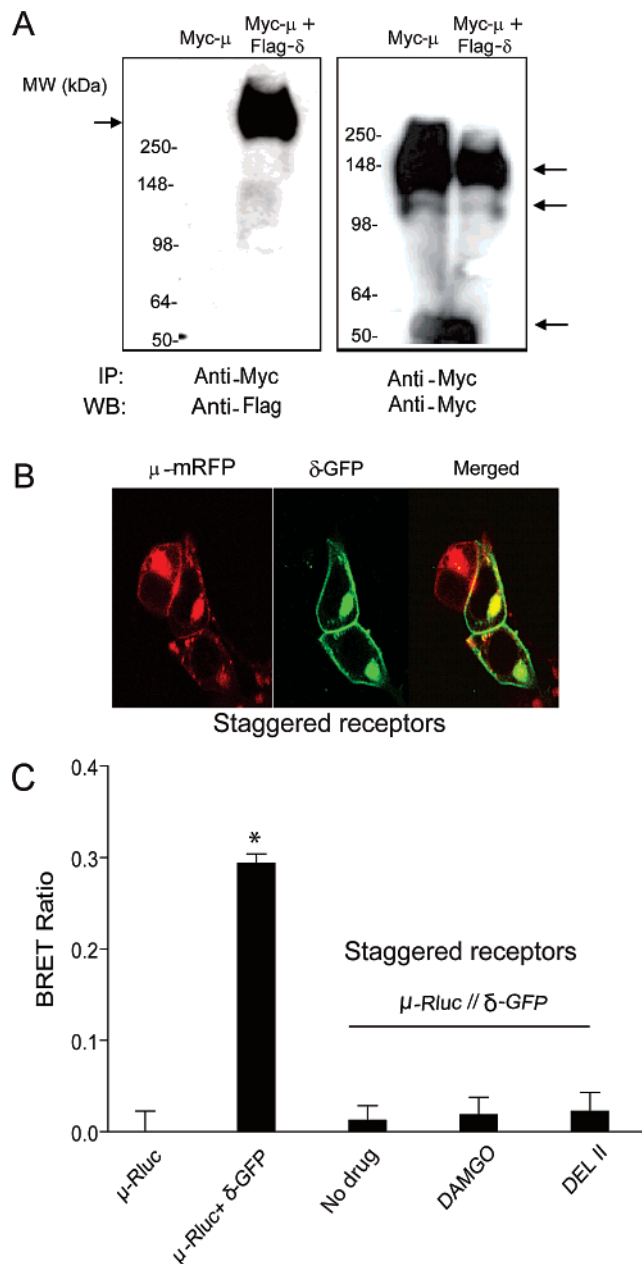 A
Myc-μ
Myc-μ +
Flag-δ
Myc-μ
Myc-μ +
Flag-δ
MW (kDa)
250-
148-
98-
64-
50-
250-
148-
98-
64-
50-
IP: Anti-Myc Anti-Myc
WB: Anti-Flag Anti-Myc
B
μ-mRFP δ-GFP Merged
Staggered receptors
C
BRET Ratio
0.4
0.3
0.2
0.1
0.0
*
Staggered receptors
μ-Rluc // δ-GFP
μ-Rluc
μ-Rluc+ δ-GFP
No drug
DAMGO
DEL II